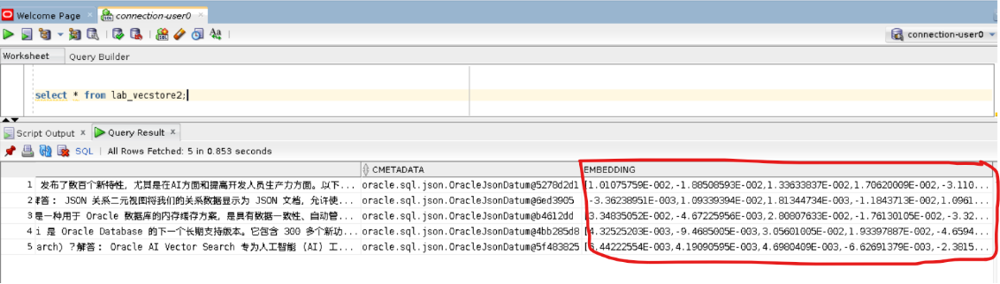 Welcome Page connection-user0
connection-user0
Worksheet Query Builder
select * from lab_vecstore2;
Script Output Query Result
SQL All Rows Fetched: 5 in 0.853 seconds
CMETADATA EMBEDDING
1 发布了数百个新特性，尤其是在AI方面和提高开发人员生产力方面。以下... oracle.sql.json.OracleJsonDatum@5278d2d1 [1.01075759E-002,-1.88508593E-002,1.33633837E-002,1.70620009E-002,-3.110...
2 答： JSON 关系二元视图将我们的关系数据显示为 JSON 文档，允许使... oracle.sql.json.OracleJsonDatum@6ed3905 -3.36238951E-003,1.09339394E-002,1.81344734E-003,-1.1843713E-002,1.0961...
3 是一种用于 Oracle 数据库的内存缓存方案，是具有数据一致性、自动管... oracle.sql.json.OracleJsonDatum@b4612dd [3.34835052E-002,-4.67225956E-003,2.80807633E-002,-1.76130105E-002,-3.32...
4 i 是 Oracle Database 的下一个长期支持版本。它包含 300 多个新功... oracle.sql.json.OracleJsonDatum@4bb285d8 [4.32525203E-003,-9.4685005E-003,3.05601005E-002,1.93397887E-002,-4.6594...
5 arch) ？解答： Oracle AI Vector Search 专为人工智能 (AI) 工... oracle.sql.json.OracleJsonDatum@5f483825 6.44222554E-003,4.19090595E-003,4.6980409E-003,-6.62691379E-003,-2.3815...